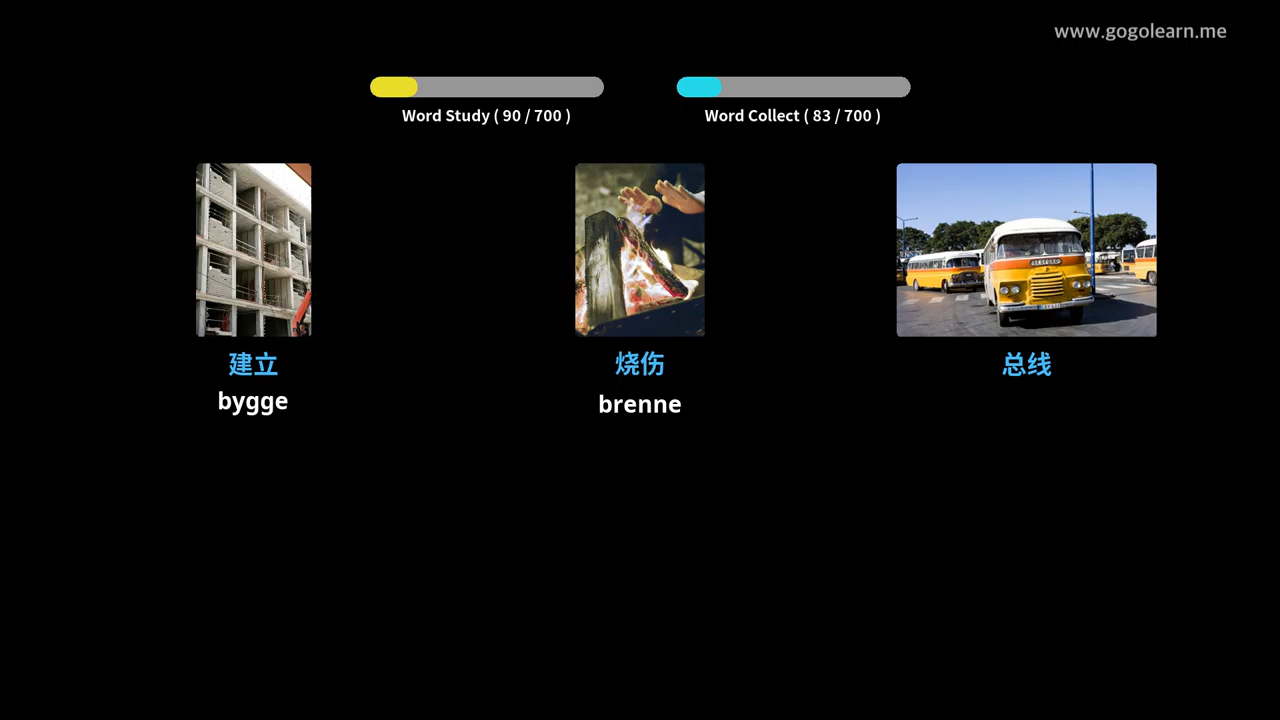 www.gogolearn.me
Word Study ( 90 / 700 )
Word Collect ( 83 / 700 )
建立
bygge
烧伤
brenne
总线
BEDFORD